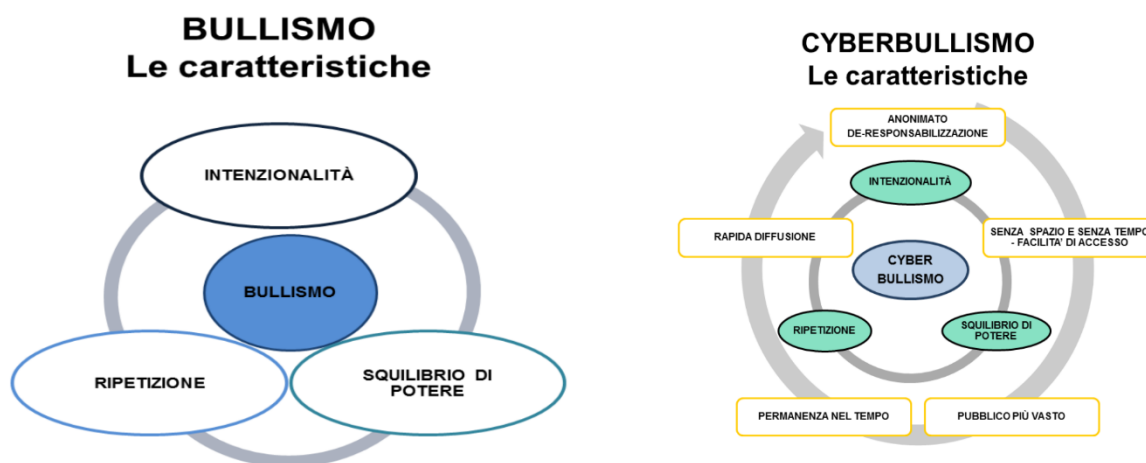 BULLISMO
Le caratteristiche
INTENZIONALITÀ
BULLISMO
RIPETIZIONE
SQUILIBRIO DI
POTERE
CYBERBULLISMO
Le caratteristiche
ANONIMATO
DE-RESPONSABILIZZAZIONE
INTENZIONALITÀ
RAPIDA DIFFUSIONE
SENZA SPAZIO E SENZA TEMPO
- FACILITA' DI ACCESSO
CYBER
BULLISMO
RIPETIZIONE
SQUILIBRIO DI
POTERE
PERMANENZA NEL TEMPO
PUBBLICO PIÙ VASTO